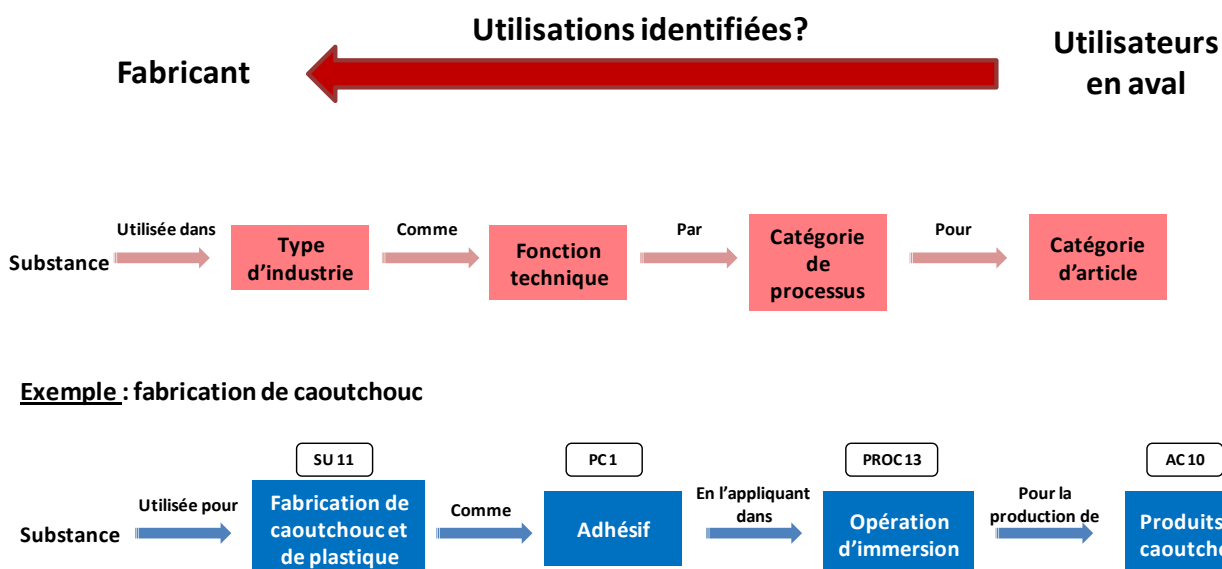 Utilisations identifiées?
Fabricant
Utilisateurs
en aval
Substance
Utilisée dans
Type
d'industrie
Comme
Fonction
technique
Par
Catégorie
de
processus
Pour
Catégorie
d'article
Exemple : fabrication de caoutchouc
SU 11
PC 1
PROC 13
AC 10
Substance
Utilisée pour
Fabrication de
caoutchouc et
de plastique
Comme
Adhésif
En l'appliquant
dans
Opération
d'immersion
Pour la
production de
Produits